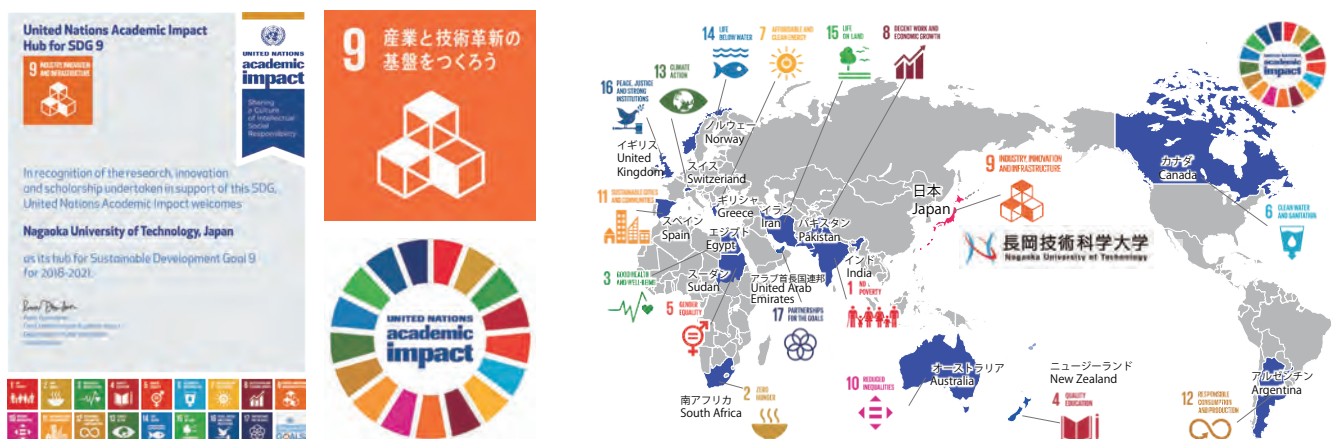 United Nations Academic Impact
Hub for SDG 9
9 INDUSTRY, INNOVATION
AND INFRASTRUCTURE
UNITED NATIONS
academic
impact
Sharing
a Culture
of Intellectual
Social
Responsibility
In recognition of the research, innovation
and scholarship undertaken in support of this SDG,
United Nations Academic Impact welcomes
Nagaoka University of Technology, Japan
as its hub for Sustainable Development Goal 9
for 2018-2021.
9 産業と技術革新の
基盤をつくろう
UNITED NATIONS
academic
impact
14 LIFE
BELOW WATER
7 AFFORDABLE AND
CLEAN ENERGY
15 LIFE
ON LAND
8 DECENT WORK AND
ECONOMIC GROWTH
UNITED NATIONS
academic
impact
13 CLIMATE
ACTION
16 PEACE, JUSTICE
AND STRONG
INSTITUTIONS
ノルウェー
Norway
イギリス
United
Kingdom
スイス
Switzerland
カナダ
Canada
9 INDUSTRY, INNOVATION
AND INFRASTRUCTURE
日本
Japan
11 SUSTAINABLE CITIES
AND COMMUNITIES
ギリシャ
Greece
イラン
Iran
パキスタン
Pakistan
スペイン
Spain
エジプト
Egypt
6 CLEAN WATER
AND SANITATION
長岡技術科学大学
Nagaoka University of Technology
インド
India
スーダン
Sudan
アラブ首長国連邦
United Arab
Emirates
3 GOOD HEALTH
AND WELL-BEING
1 NO
POVERTY
5 GENDER
EQUALITY
17 PARTNERSHIPS
FOR THE GOALS
オーストラリア
Australia
ニュージーランド
New Zealand
アルゼンチン
Argentina
南アフリカ
South Africa
2 ZERO
HUNGER
10 REDUCED
INEQUALITIES
4 QUALITY
EDUCATION
12 RESPONSIBLE
CONSUMPTION
AND PRODUCTION